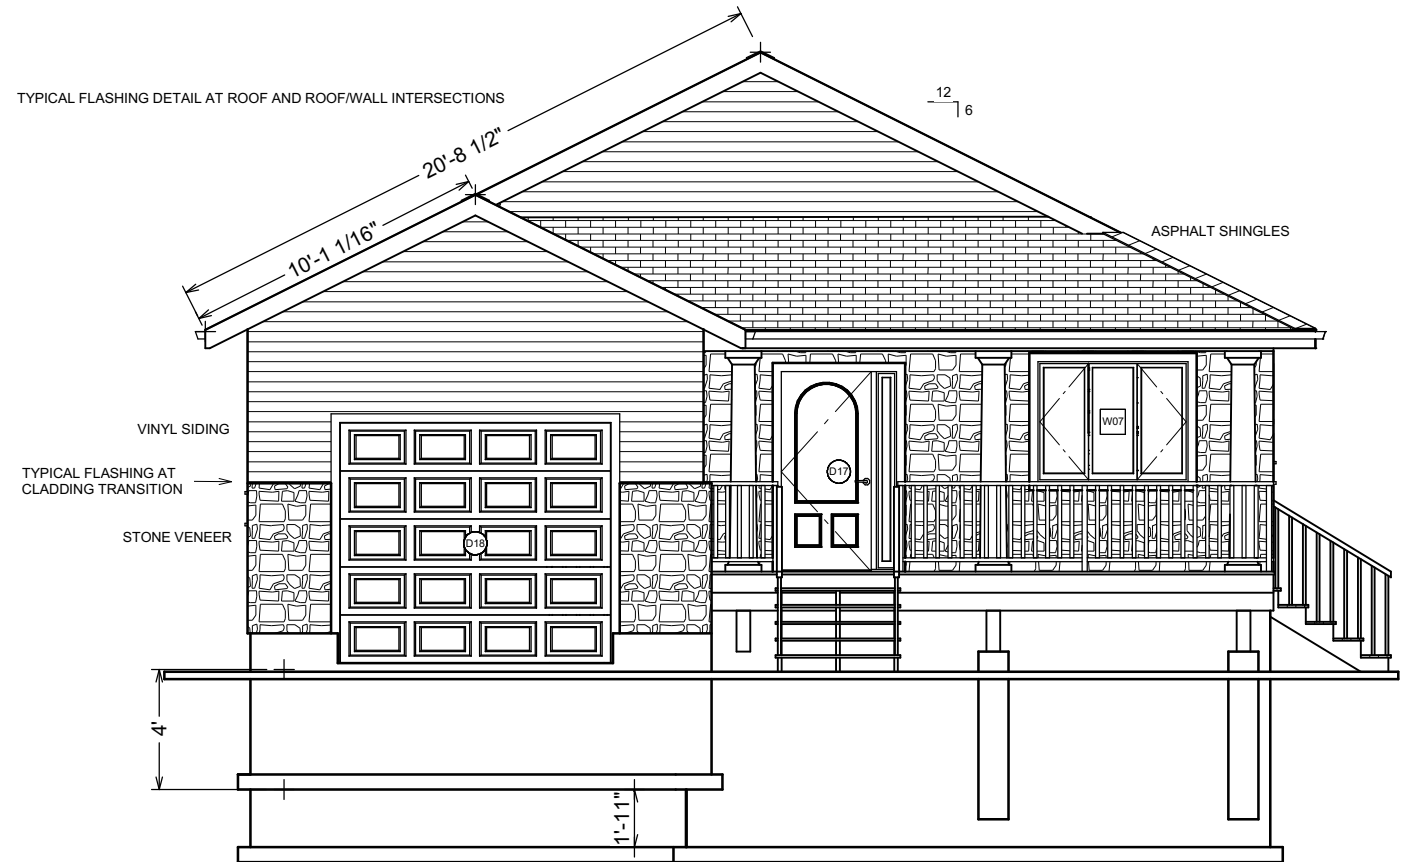 TYPICAL FLASHING DETAIL AT ROOF AND ROOF/WALL INTERSECTIONS
12
6
20'-8 1/2"
10'-1 1/16"
ASPHALT SHINGLES
VINYL SIDING
W07
TYPICAL FLASHING AT
CLADDING TRANSITION
D17
STONE VENEER
D18
4'
1'-11"